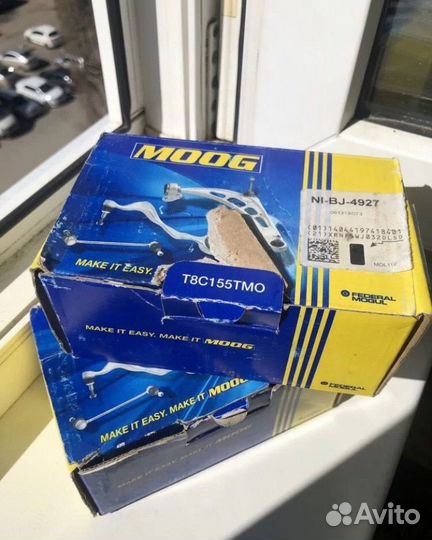 MOOG
NI-BJ-4927
MAKE IT EASY.
T8C155TMO
FEDERAL
MOGUL
MAKE IT EASY. MAKE IT MOOG
FEDERAL
MOGUL
MAKE IT EASY. MAKE IT MOOG
Avito